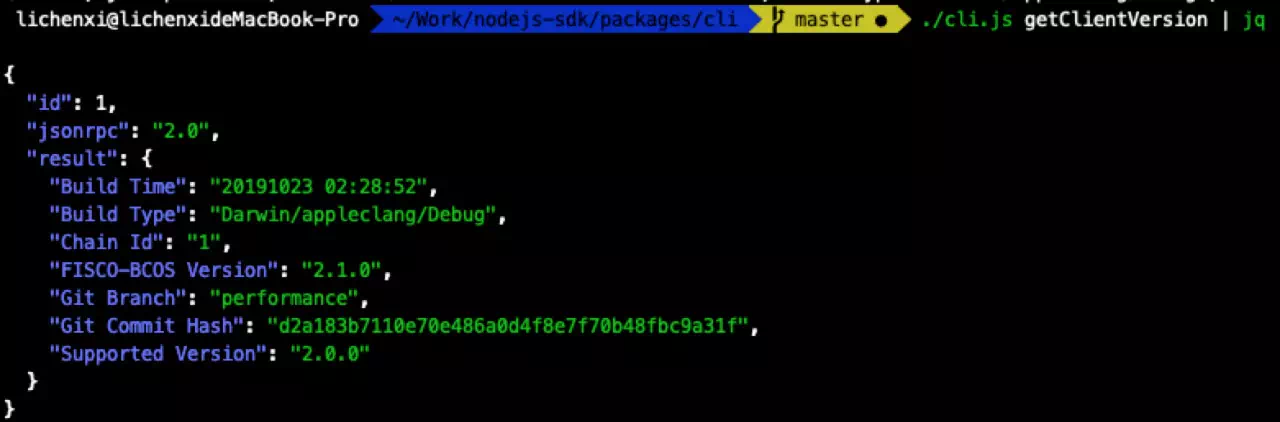 lichenxi@lichenxideMacBook-Pro ~/Work/nodejs-sdk/packages/cli master ● ./cli.js getClientVersion | jq
{
  "id": 1,
  "jsonrpc": "2.0",
  "result": {
    "Build Time": "20191023 02:28:52",
    "Build Type": "Darwin/appleclang/Debug",
    "Chain Id": "1",
    "FISCO-BCOS Version": "2.1.0",
    "Git Branch": "performance",
    "Git Commit Hash": "d2a183b7110e70e486a0d4f8e7f70b48fbc9a31f",
    "Supported Version": "2.0.0"
  }
}